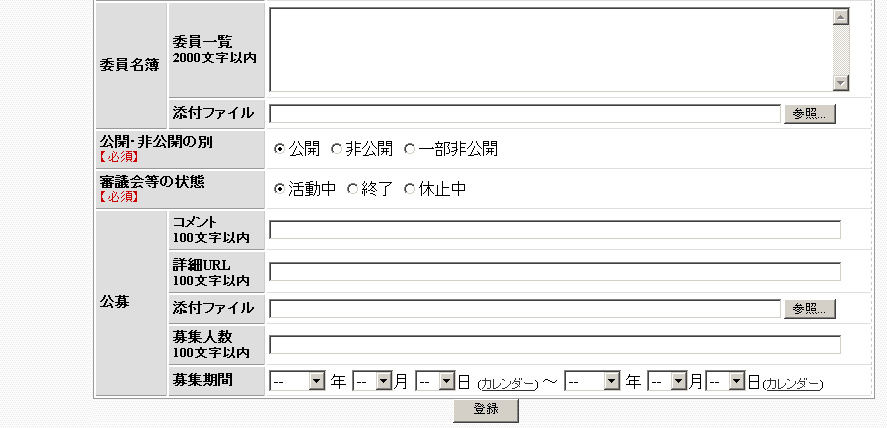 委員名簿
委員一覧
2000文字以内
添付ファイル
参照...
公開・非公開の別
【必須】
公開 非公開 一部非公開
審議会等の状態
【必須】
活動中 終了 休止中
公募
コメント
100文字以内
詳細URL
100文字以内
添付ファイル
参照...
募集人数
100文字以内
募集期間
-- 年 -- 月 -- 日 (カレンダー) ～ -- 年 -- 月 -- 日(カレンダー)
登録